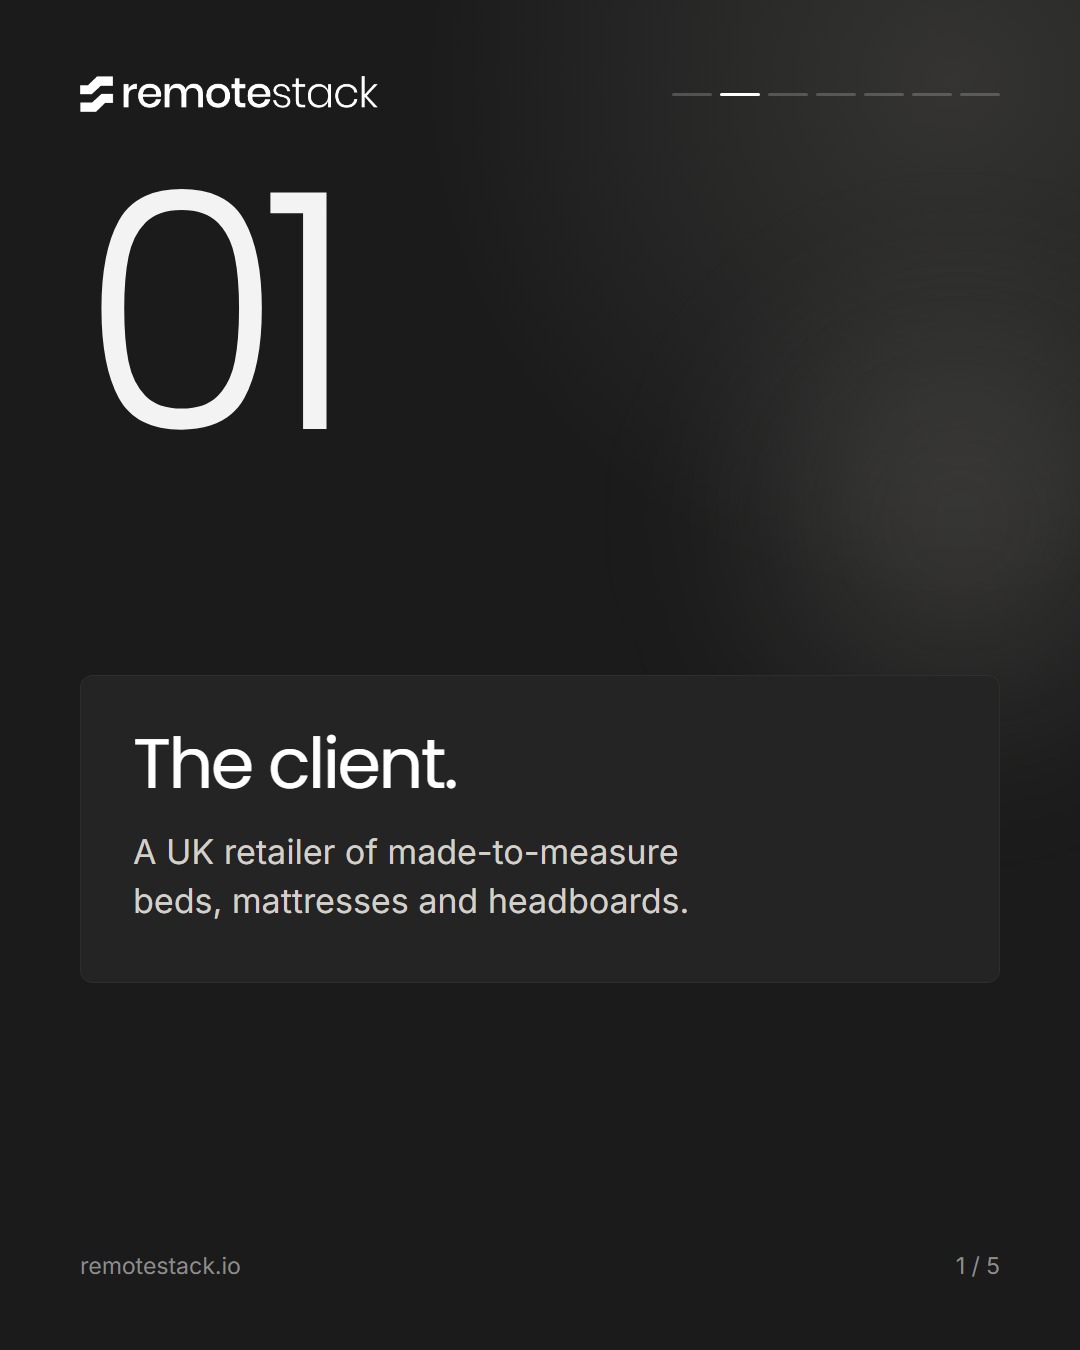 remotestack
01
The client.
A UK retailer of made-to-measure
beds, mattresses and headboards.
remotestack.io
1 / 5